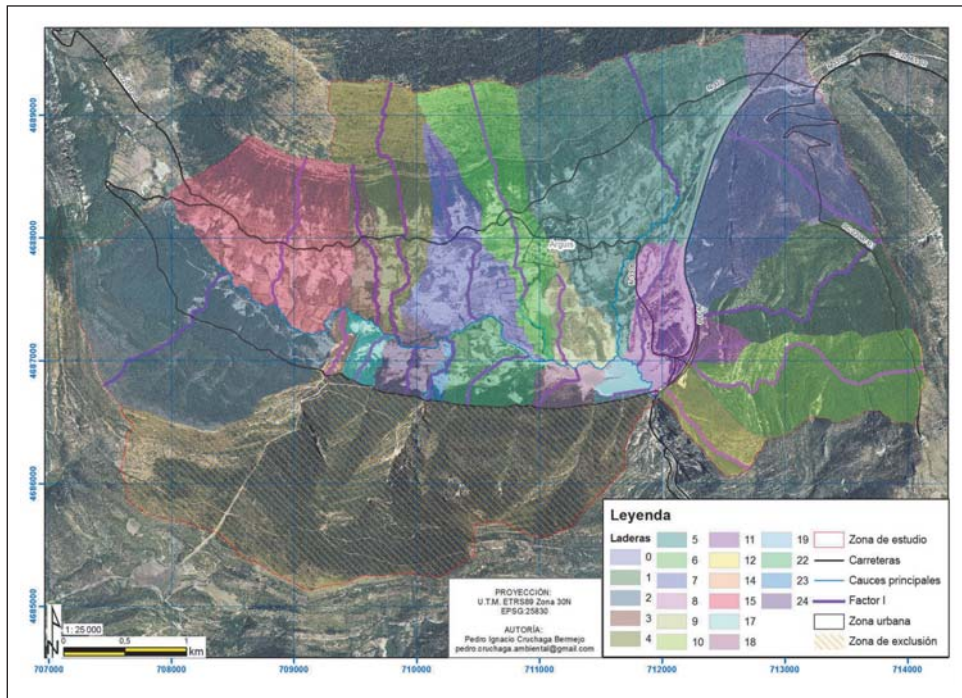 Arguis
4689000
4688000
4687000
4686000
4685000
707000
708000
709000
710000
711000
712000
713000
714000
1: 25 000
0
0,5
1
km
PROYECCIÓN:
U.T.M. ETRS89 Zona 30N
EPSG:25830
AUTORÍA:
Pedro Ignacio Cruchaga Bermejo
pedro.cruchaga.ambiental@gmail.com
Leyenda
Laderas
0
1
2
3
4
5
6
7
8
9
10
11
12
14
15
17
18
19
22
23
24
Zona de estudio
Carreteras
Cauces principales
Factor I
Zona urbana
Zona de exclusión